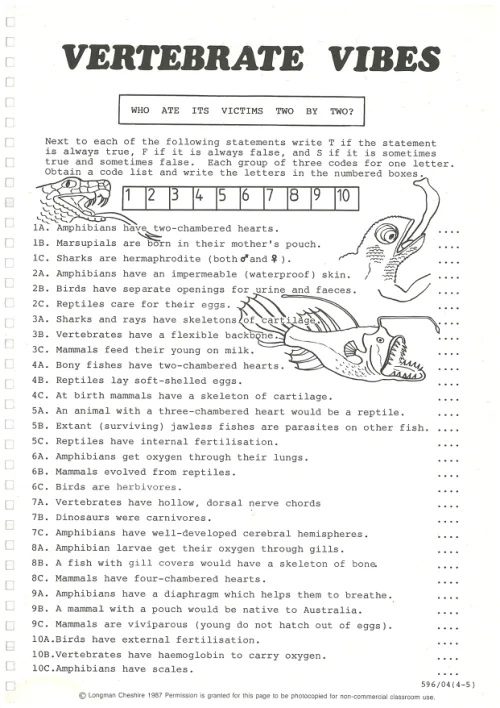 VERTEBRATE VIBES
WHO ATE ITS VICTIMS TWO BY TWO?
Next to each of the following statements write T if the statement
is always true, F if it is always false, and S if it is sometimes
true and sometimes false. Each group of three codes for one letter.
Obtain a code list and write the letters in the numbered boxes.
1 2 3 4 5 6 7 8 9 10
1A. Amphibians have two-chambered hearts. ....
1B. Marsupials are born in their mother's pouch. ....
1C. Sharks are hermaphrodite (both ♂ and ♀). ....
2A. Amphibians have an impermeable (waterproof) skin. ....
2B. Birds have separate openings for urine and faeces. ....
2C. Reptiles care for their eggs. ....
3A. Sharks and rays have skeletons of cartilage. ....
3B. Vertebrates have a flexible backbone. ....
3C. Mammals feed their young on milk. ....
4A. Bony fishes have two-chambered hearts. ....
4B. Reptiles lay soft-shelled eggs. ....
4C. At birth mammals have a skeleton of cartilage. ....
5A. An animal with a three-chambered heart would be a reptile. ....
5B. Extant (surviving) jawless fishes are parasites on other fish. ....
5C. Reptiles have internal fertilisation. ....
6A. Amphibians get oxygen through their lungs. ....
6B. Mammals evolved from reptiles. ....
6C. Birds are herbivores. ....
7A. Vertebrates have hollow, dorsal nerve chords ....
7B. Dinosaurs were carnivores. ....
7C. Amphibians have well-developed cerebral hemispheres. ....
8A. Amphibian larvae get their oxygen through gills. ....
8B. A fish with gill covers would have a skeleton of bone. ....
8C. Mammals have four-chambered hearts. ....
9A. Amphibians have a diaphragm which helps them to breathe. ....
9B. A mammal with a pouch would be native to Australia. ....
9C. Mammals are viviparous (young do not hatch out of eggs). ....
10A.Birds have external fertilisation. ....
10B.Vertebrates have haemoglobin to carry oxygen. ....
10C.Amphibians have scales. ....
596/04(4-5)
© Longman Cheshire 1987 Permission is granted for this page to be photocopied for non-commercial classroom use.